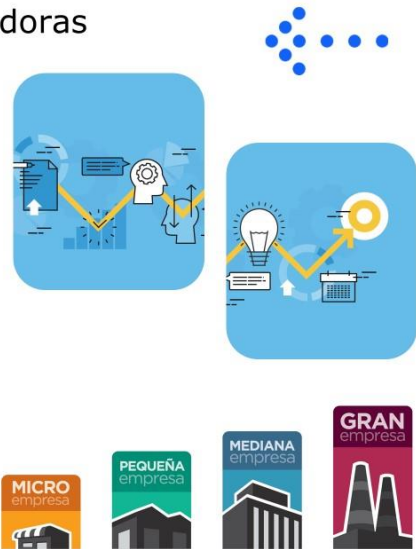 doras
GRAN
empresa
MEDIANA
empresa
PEQUEÑA
empresa
MICRO
empresa